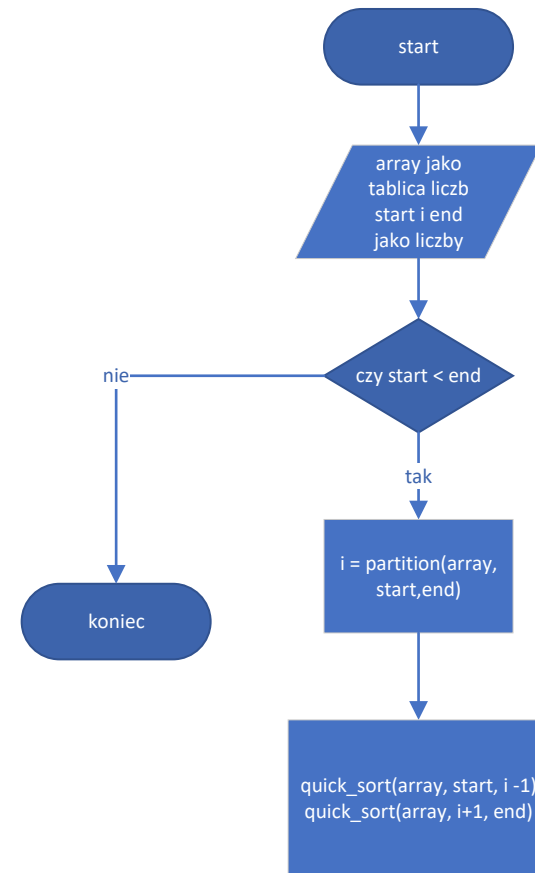 start
array jako
tablica liczb
start i end
jako liczby
czy start < end
nie
tak
i = partition(array,
start,end)
koniec
quick_sort(array, start, i -1)
quick_sort(array, i+1, end)